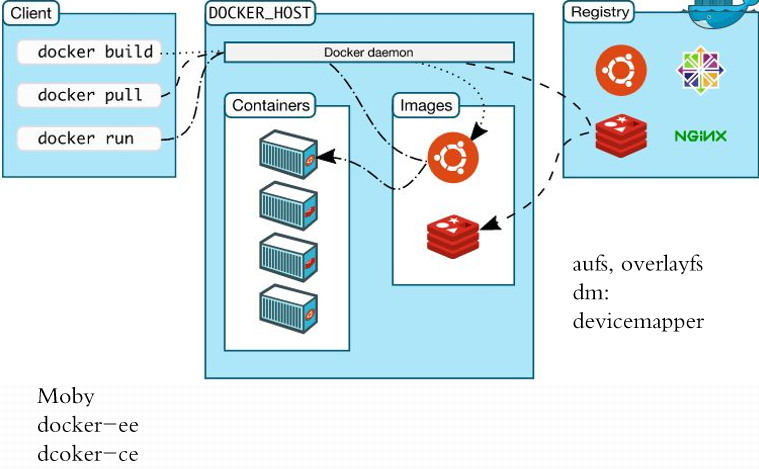 Client
docker build
docker pull
docker run
DOCKER_HOST
Docker daemon
Containers
Images
Registry
NGiNX
aufs, overlayfs
dm:
devicemapper
Moby
docker-ee
dcoker-ce